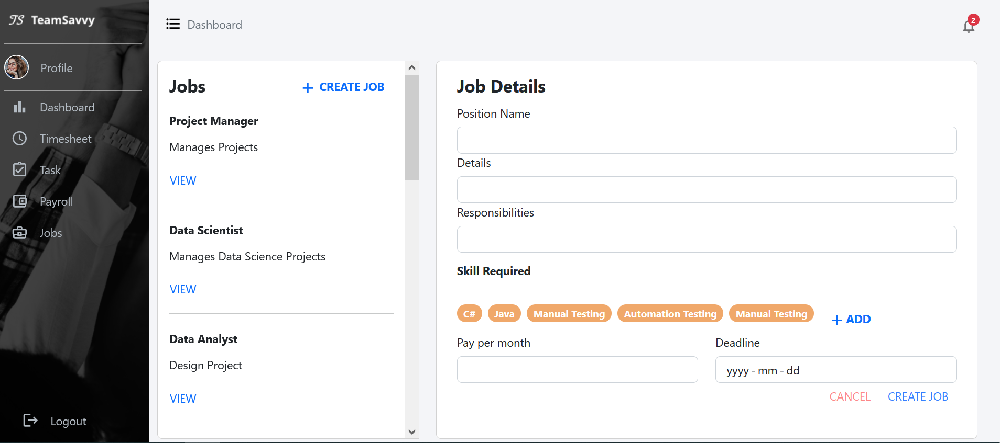 TS TeamSavvy
Profile
Dashboard
Timesheet
Task
Payroll
Jobs
Logout
Dashboard
2
Jobs
+ CREATE JOB
Project Manager
Manages Projects
VIEW
Data Scientist
Manages Data Science Projects
VIEW
Data Analyst
Design Project
VIEW
Job Details
Position Name
Details
Responsibilities
Skill Required
C# Java Manual Testing Automation Testing Manual Testing + ADD
Pay per month Deadline
yyyy - mm - dd
CANCEL CREATE JOB